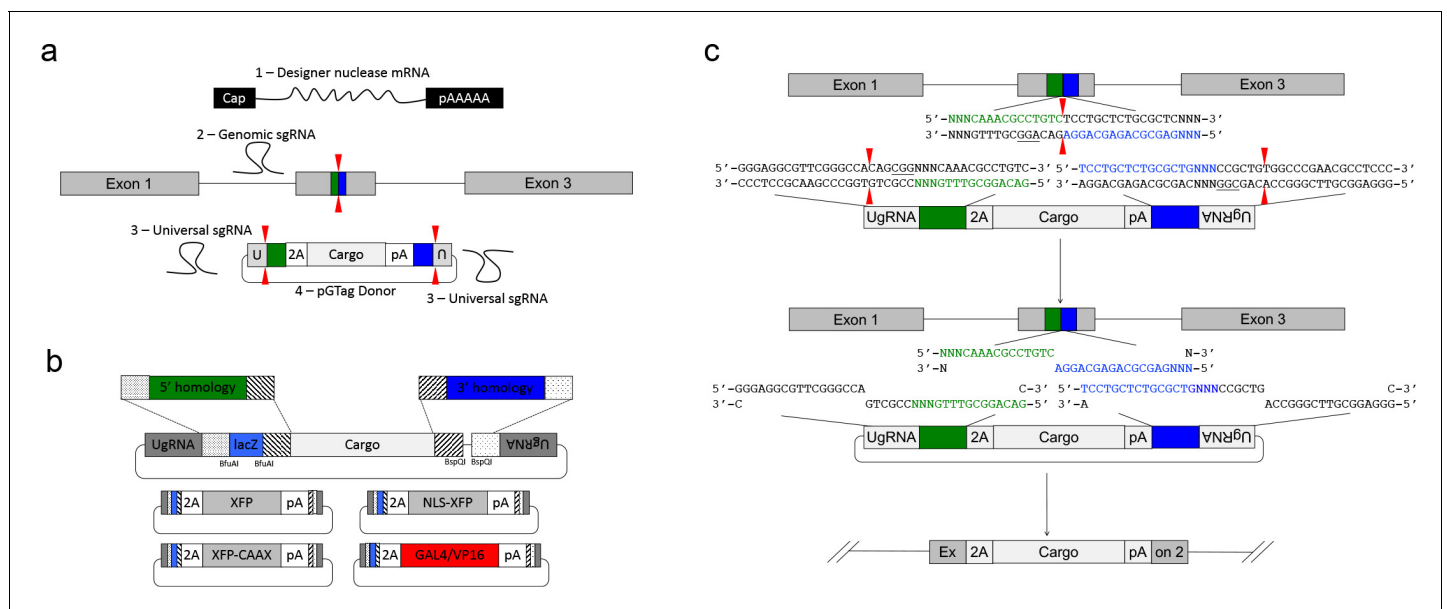 a
1 – Designer nuclease mRNA
Cap
pAAAAA
2 – Genomic sgRNA
Exon 1
Exon 3
3 – Universal sgRNA
U
2A
Cargo
pA
U
4 – pGTag Donor
3 – Universal sgRNA
b
5’ homology
3’ homology
UgRNA
lacZ
Cargo
UgRNA
BfuAI
BfuAI
BspQI
BspQI
2A
XFP
pA
2A
NLS-XFP
pA
2A
XFP-CAAX
pA
2A
GAL4/VP16
pA
c
Exon 1
Exon 3
5’-NNNCAAACGCCTGTCTCCTGCTCTGCGCTCNNN-3’
3’-NNNGTTTGCGGACAGAGGACGAGACGCGAGNNN-5’
5’-GGGAGGCGTTCGGGCCACAGCGGNNNCAAACGCCTGTC-3’
3’-CCCTCCGCAAGCCCGGTGTCGCCNNNGTTTGCGGACAG-5’
5’-TCCTGCTCTGCGCTGNNNCCGCTGTGGCCCGAACGCCTCCC-3’
3’-AGGACGAGACGCGACNNNGGCGACACCGGGCTTGCGGAGGG-5’
UgRNA
2A
Cargo
pA
UgRNA
Exon 1
Exon 3
5’-NNNCAAACGCCTGTC
N-3’
3’-N
AGGACGAGACGCGAGNNN-5’
5’-GGGAGGCGTTCGGGCCA
C-3’
3’-C
GTCGCCNNNGTTTGCGGACAG-5’
5’-TCCTGCTCTGCGCTGNNNCCGCTG
C-3’
3’-A
ACCGGGCTTGCGGAGGG-5’
UgRNA
2A
Cargo
pA
UgRNA
Ex
2A
Cargo
pA
on 2